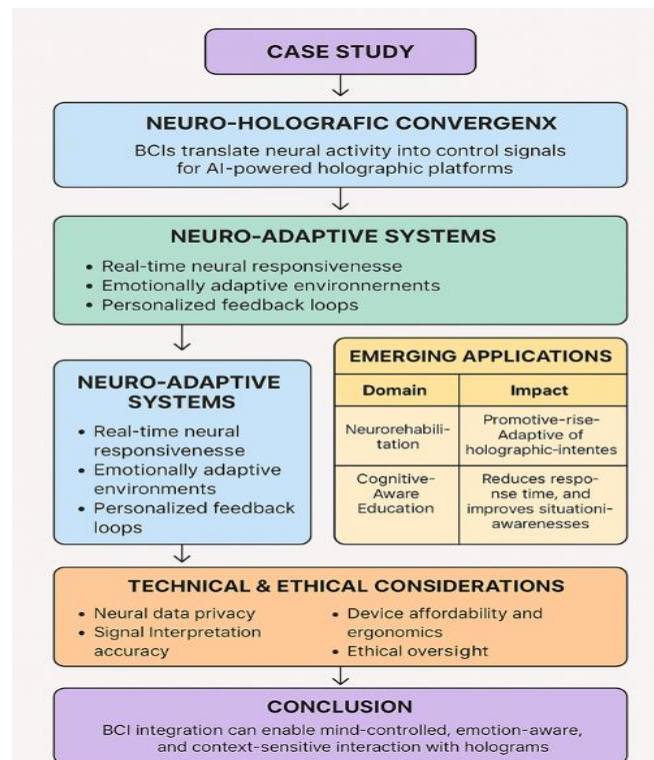 CASE STUDY
NEURO-HOLOGRAFIC CONVERGENX
BCIs translate neural activity into control signals
for AI-powered holographic platforms
NEURO-ADAPTIVE SYSTEMS
• Real-time neural responsivenesse
• Emotionally adaptive environnernents
• Personalized feedback loops
NEURO-ADAPTIVE
SYSTEMS
• Real-time neural
responsivenesse
• Emotionally adaptive
environments
• Personalized feedback
loops
EMERGING APPLICATIONS
Domain
Impact
Neurorehabili-
tation
Promotive-rise-
Adaptive of
holographic-intentes
Cognitive-
Aware
Education
Reduces respo-
nse time, and
improves situationi-
awarenesses
TECHNICAL & ETHICAL CONSIDERATIONS
• Neural data privacy
• Signal Interpretation
accuracy
• Device affordability and
ergonomics
• Ethical oversight
CONCLUSION
BCI integration can enable mind-controlled, emotion-aware,
and context-sensitive interaction with holograms